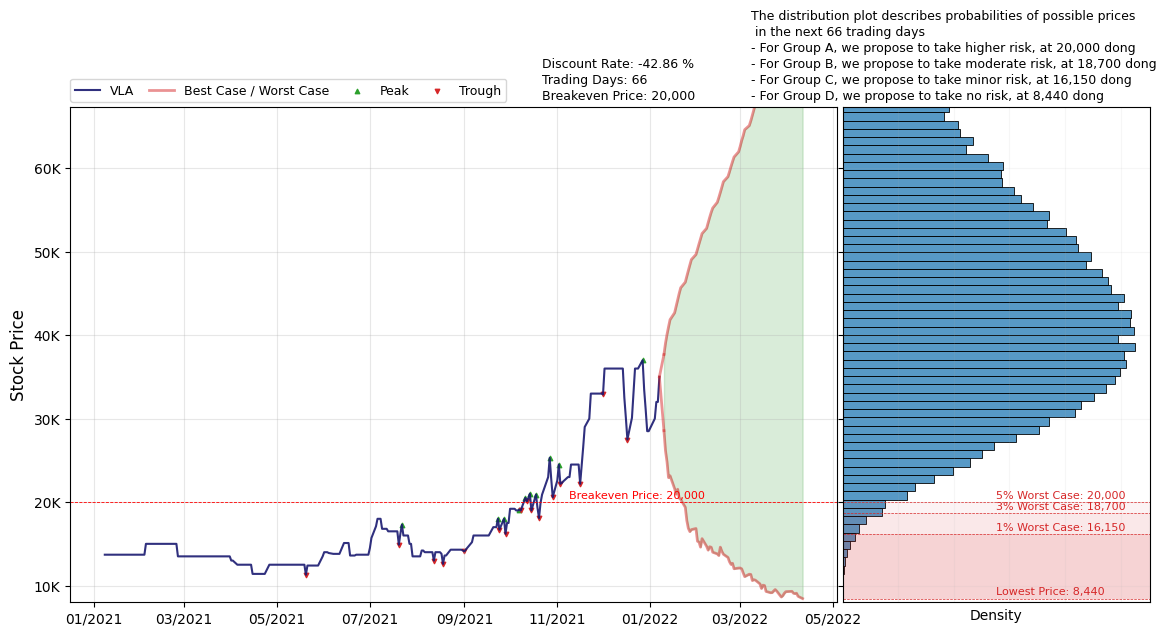 The distribution plot describes probabilities of possible prices
in the next 66 trading days
- For Group A, we propose to take higher risk, at 20,000 dong
- For Group B, we propose to take moderate risk, at 18,700 dong
- For Group C, we propose to take minor risk, at 16,150 dong
- For Group D, we propose to take no risk, at 8,440 dong
Discount Rate: -42.86 %
Trading Days: 66
Breakeven Price: 20,000
VLA
Best Case / Worst Case
Peak
Trough
Stock Price
60K
50K
40K
30K
20K
10K
Breakeven Price: 20,000
5% Worst Case: 20,000
3% Worst Case: 18,700
1% Worst Case: 16,150
Lowest Price: 8,440
01/2021
03/2021
05/2021
07/2021
09/2021
11/2021
01/2022
03/2022
05/2022
Density